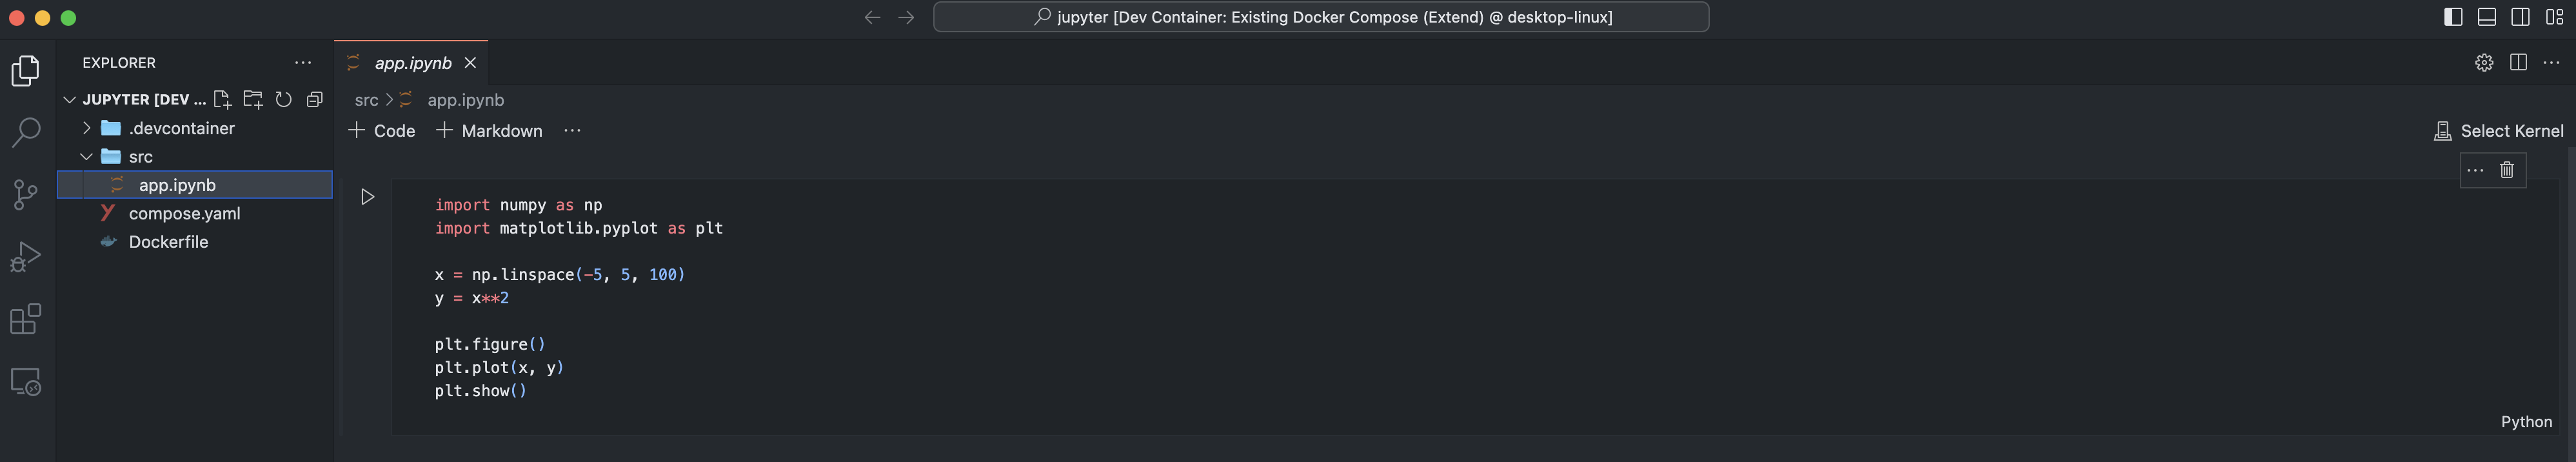 jupyter [Dev Container: Existing Docker Compose (Extend) @ desktop-linux]
EXPLORER
JUPYTER [DEV ...
.devcontainer
src
app.ipynb
compose.yaml
Dockerfile
app.ipynb
src > app.ipynb
+ Code + Markdown ...
Select Kernel
import numpy as np
import matplotlib.pyplot as plt
x = np.linspace(-5, 5, 100)
y = x**2
plt.figure()
plt.plot(x, y)
plt.show()
Python